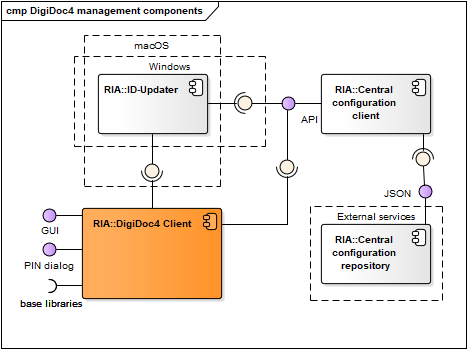 cmp DigiDoc4 management components
macOS
Windows
RIA::ID-Updater
RIA::Central
configuration
client
API
JSON
RIA::DigiDoc4 Client
GUI
PIN dialog
base libraries
External services
RIA::Central
configuration
repository